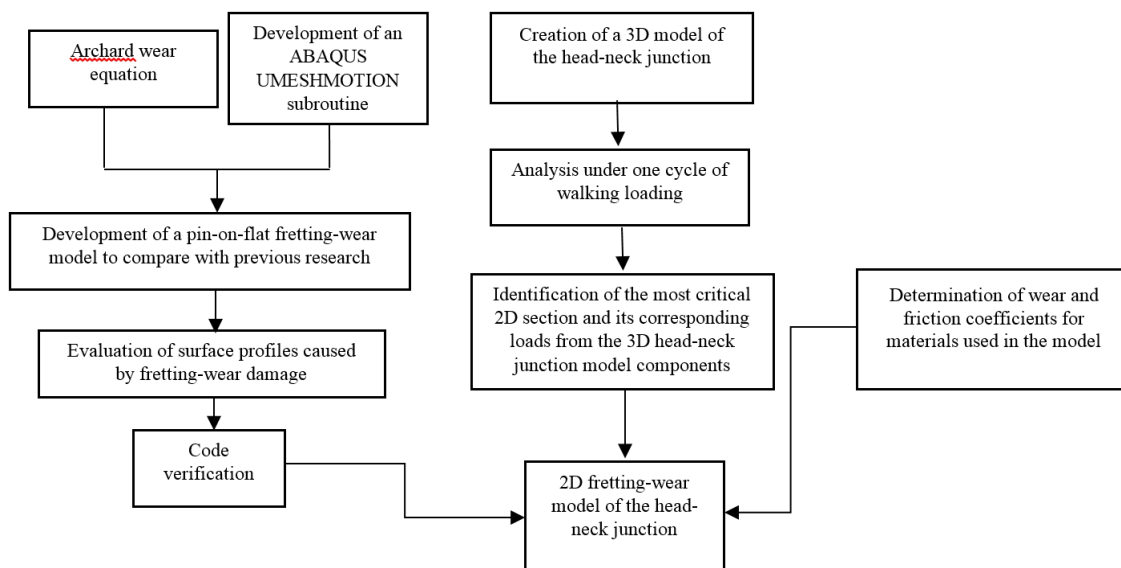 Archard wear
equation
Development of an
ABAQUS
UMESHMOTION
subroutine
Development of a pin-on-flat fretting-wear
model to compare with previous research
Evaluation of surface profiles caused
by fretting-wear damage
Code
verification
Creation of a 3D model of
the head-neck junction
Analysis under one cycle of
walking loading
Identification of the most critical
2D section and its corresponding
loads from the 3D head-neck
junction model components
2D fretting-wear
model of the head-
neck junction
Determination of wear and
friction coefficients for
materials used in the model